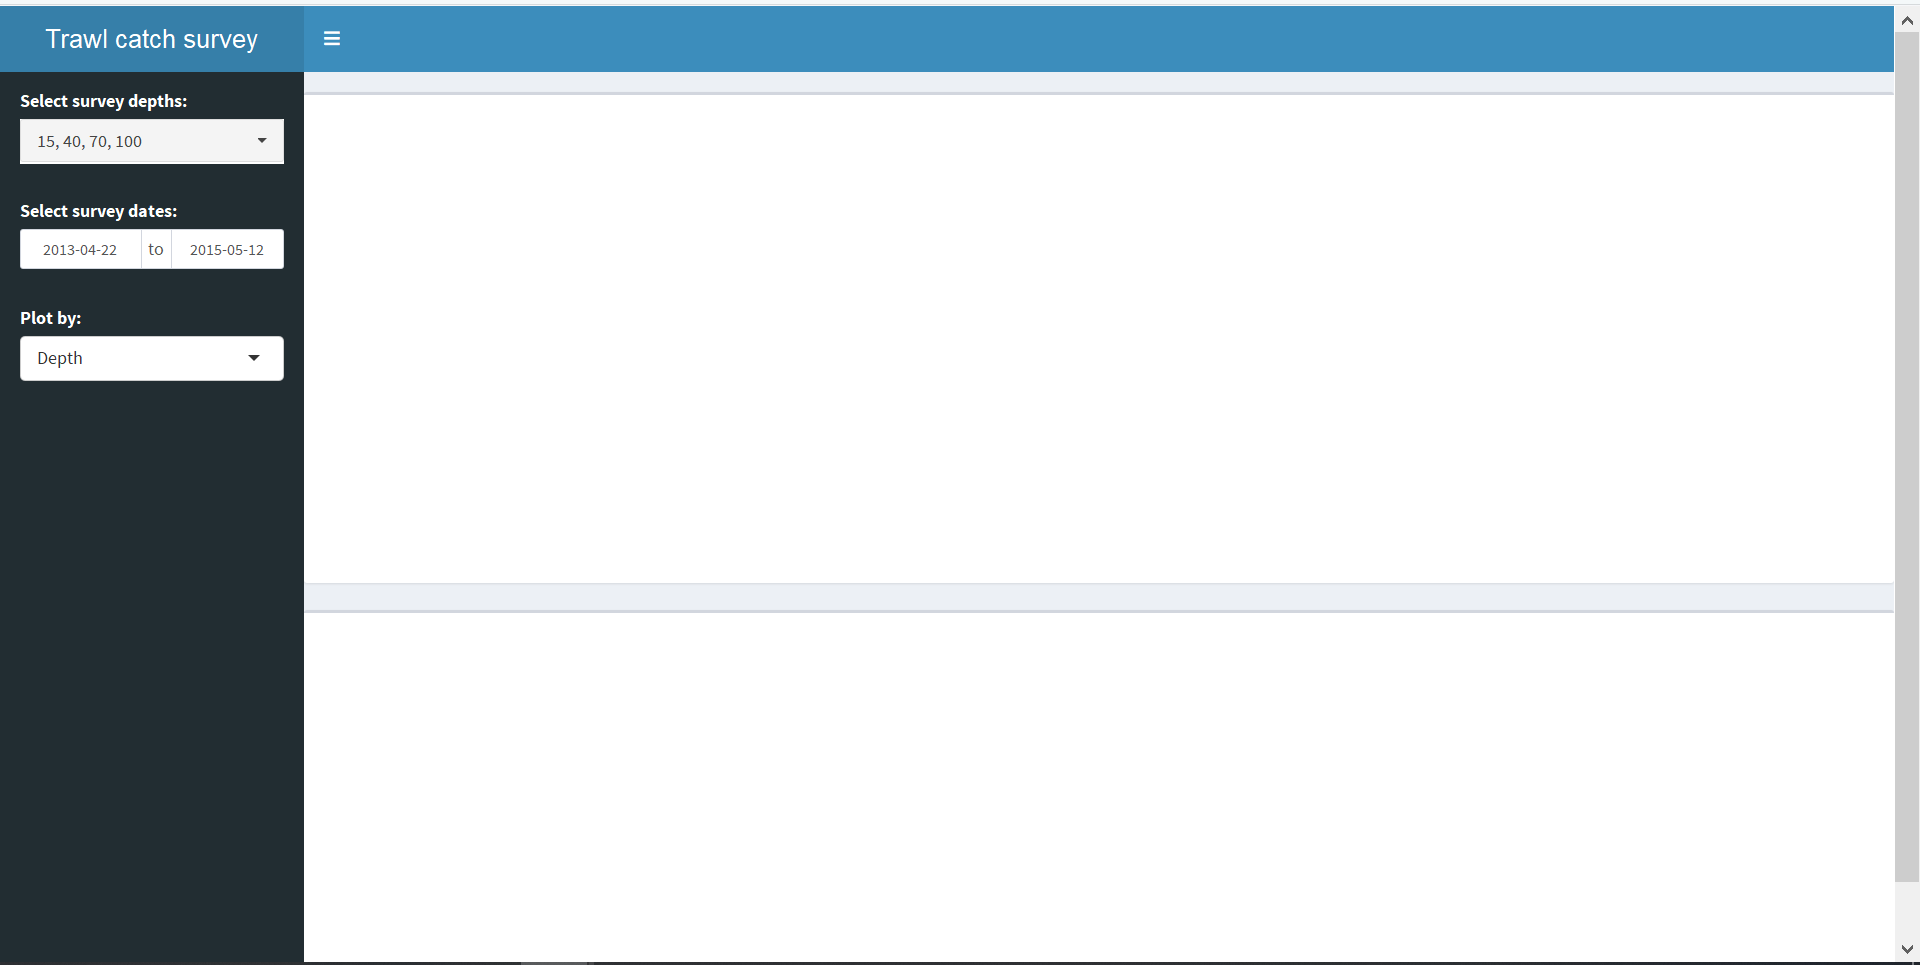 Trawl catch survey
Select survey depths:
15, 40, 70, 100
Select survey dates:
2013-04-22 to 2015-05-12
Plot by:
Depth